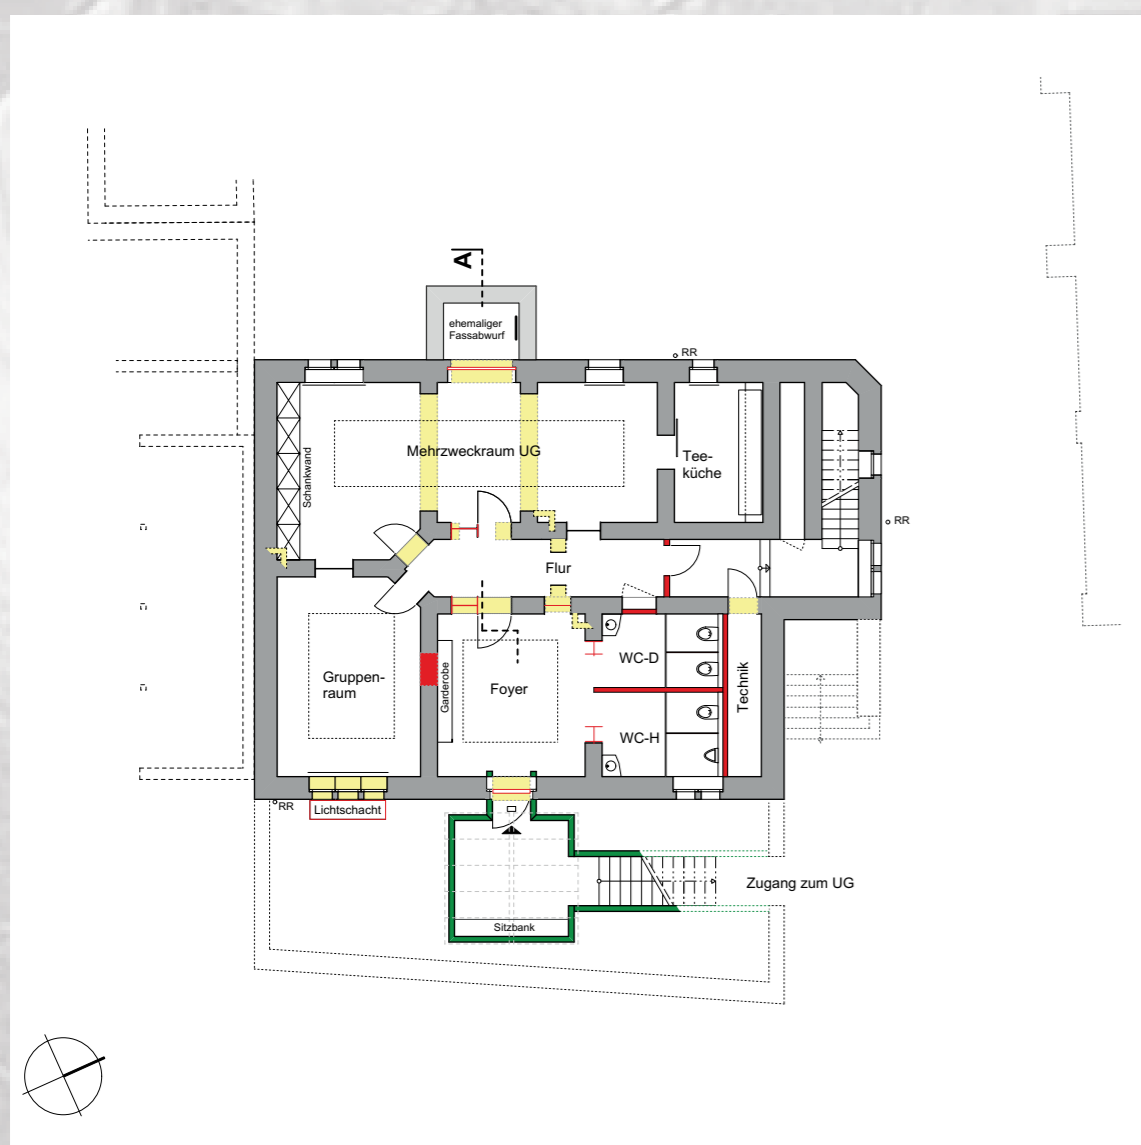 A
ehemaliger
Fassabwurf
RR
Mehrzweckraum UG
Schankwand
Tee-
küche
RR
Flur
WC-D
Gruppen-
raum
Garderobe
Foyer
Technik
WC-H
RR
Lichtschacht
Zugang zum UG
Sitzbank